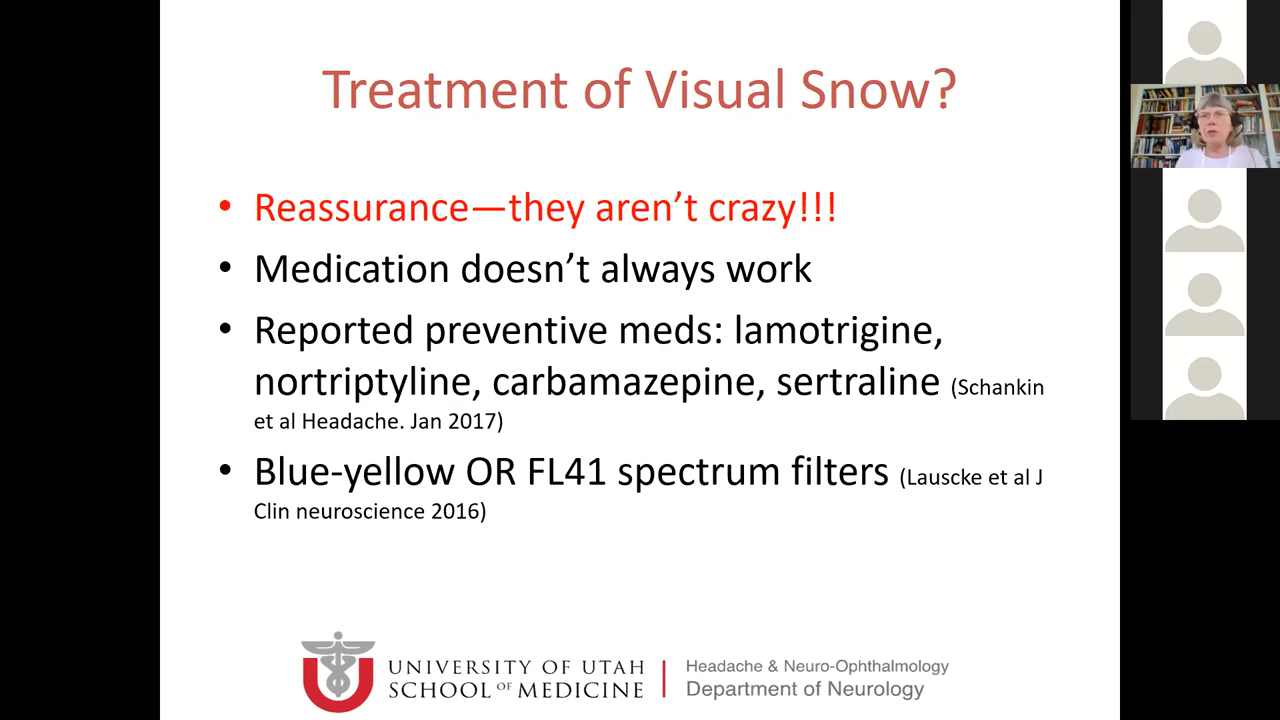 Treatment of Visual Snow?
• Reassurance—they aren’t crazy!!!
• Medication doesn’t always work
• Reported preventive meds: lamotrigine,
nortriptyline, carbamazepine, sertraline (Schankin
et al Headache. Jan 2017)
• Blue-yellow OR FL41 spectrum filters (Lauscke et al J
Clin neuroscience 2016)
UNIVERSITY OF UTAH
SCHOOL OF MEDICINE
Headache & Neuro-Ophthalmology
Department of Neurology